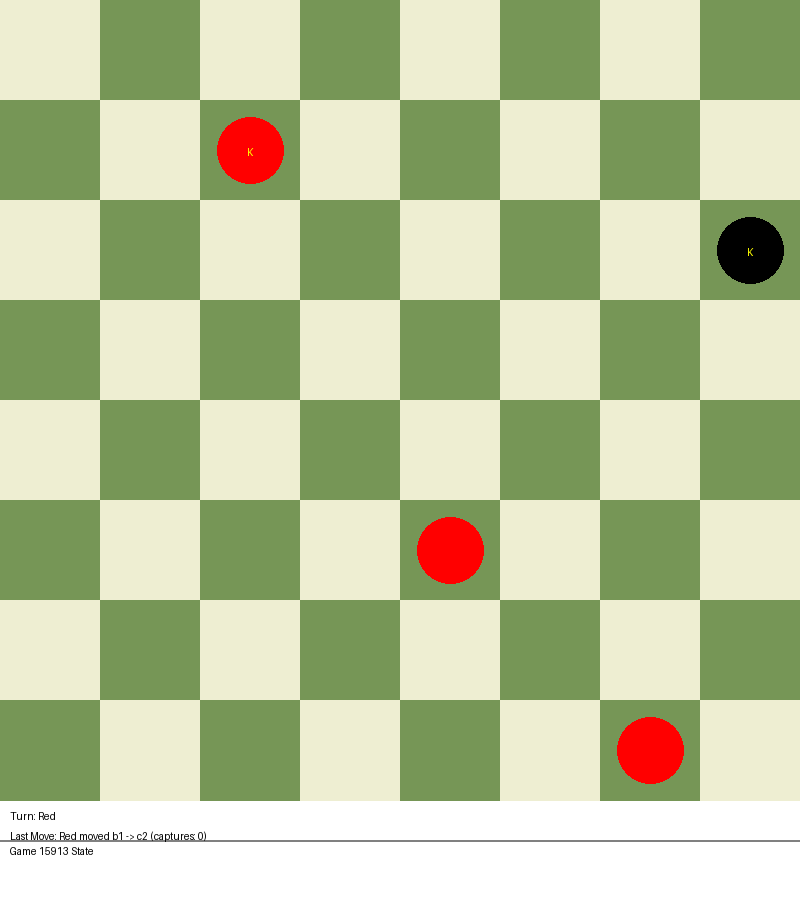 K
K
Turn: Red
Last Move: Red moved b1 -> c2 (captures: 0)
Game 15913 State